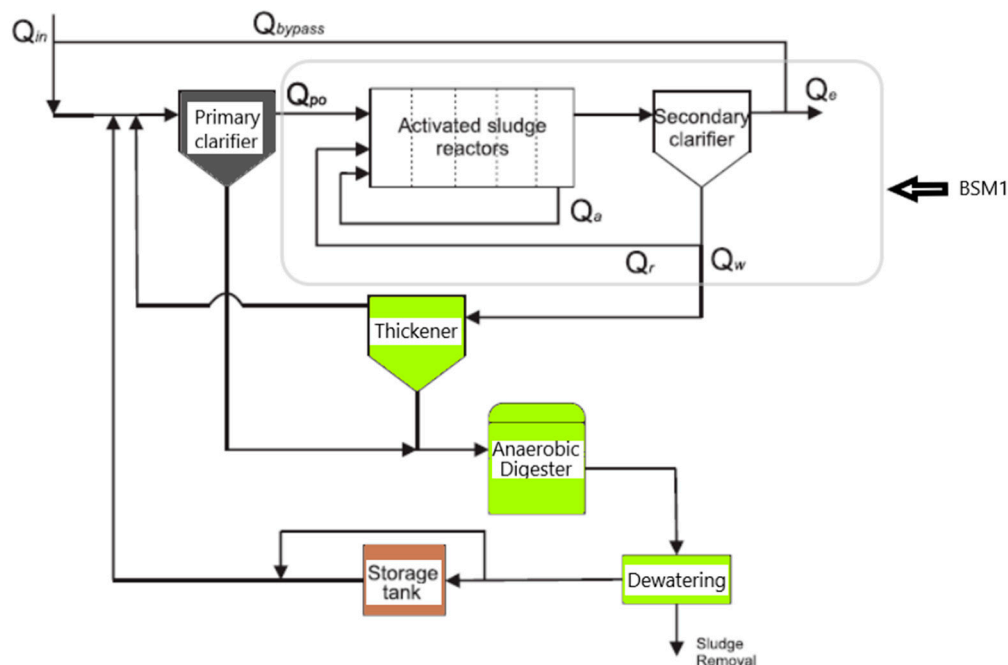 Qin
Qbypass
Primary
clarifier
Qpo
Activated sludge
reactors
Secondary
clarifier
Qe
BSM1
Qa
Qr
Qw
Thickener
Anaerobic
Digester
Storage
tank
Dewatering
Sludge
Removal